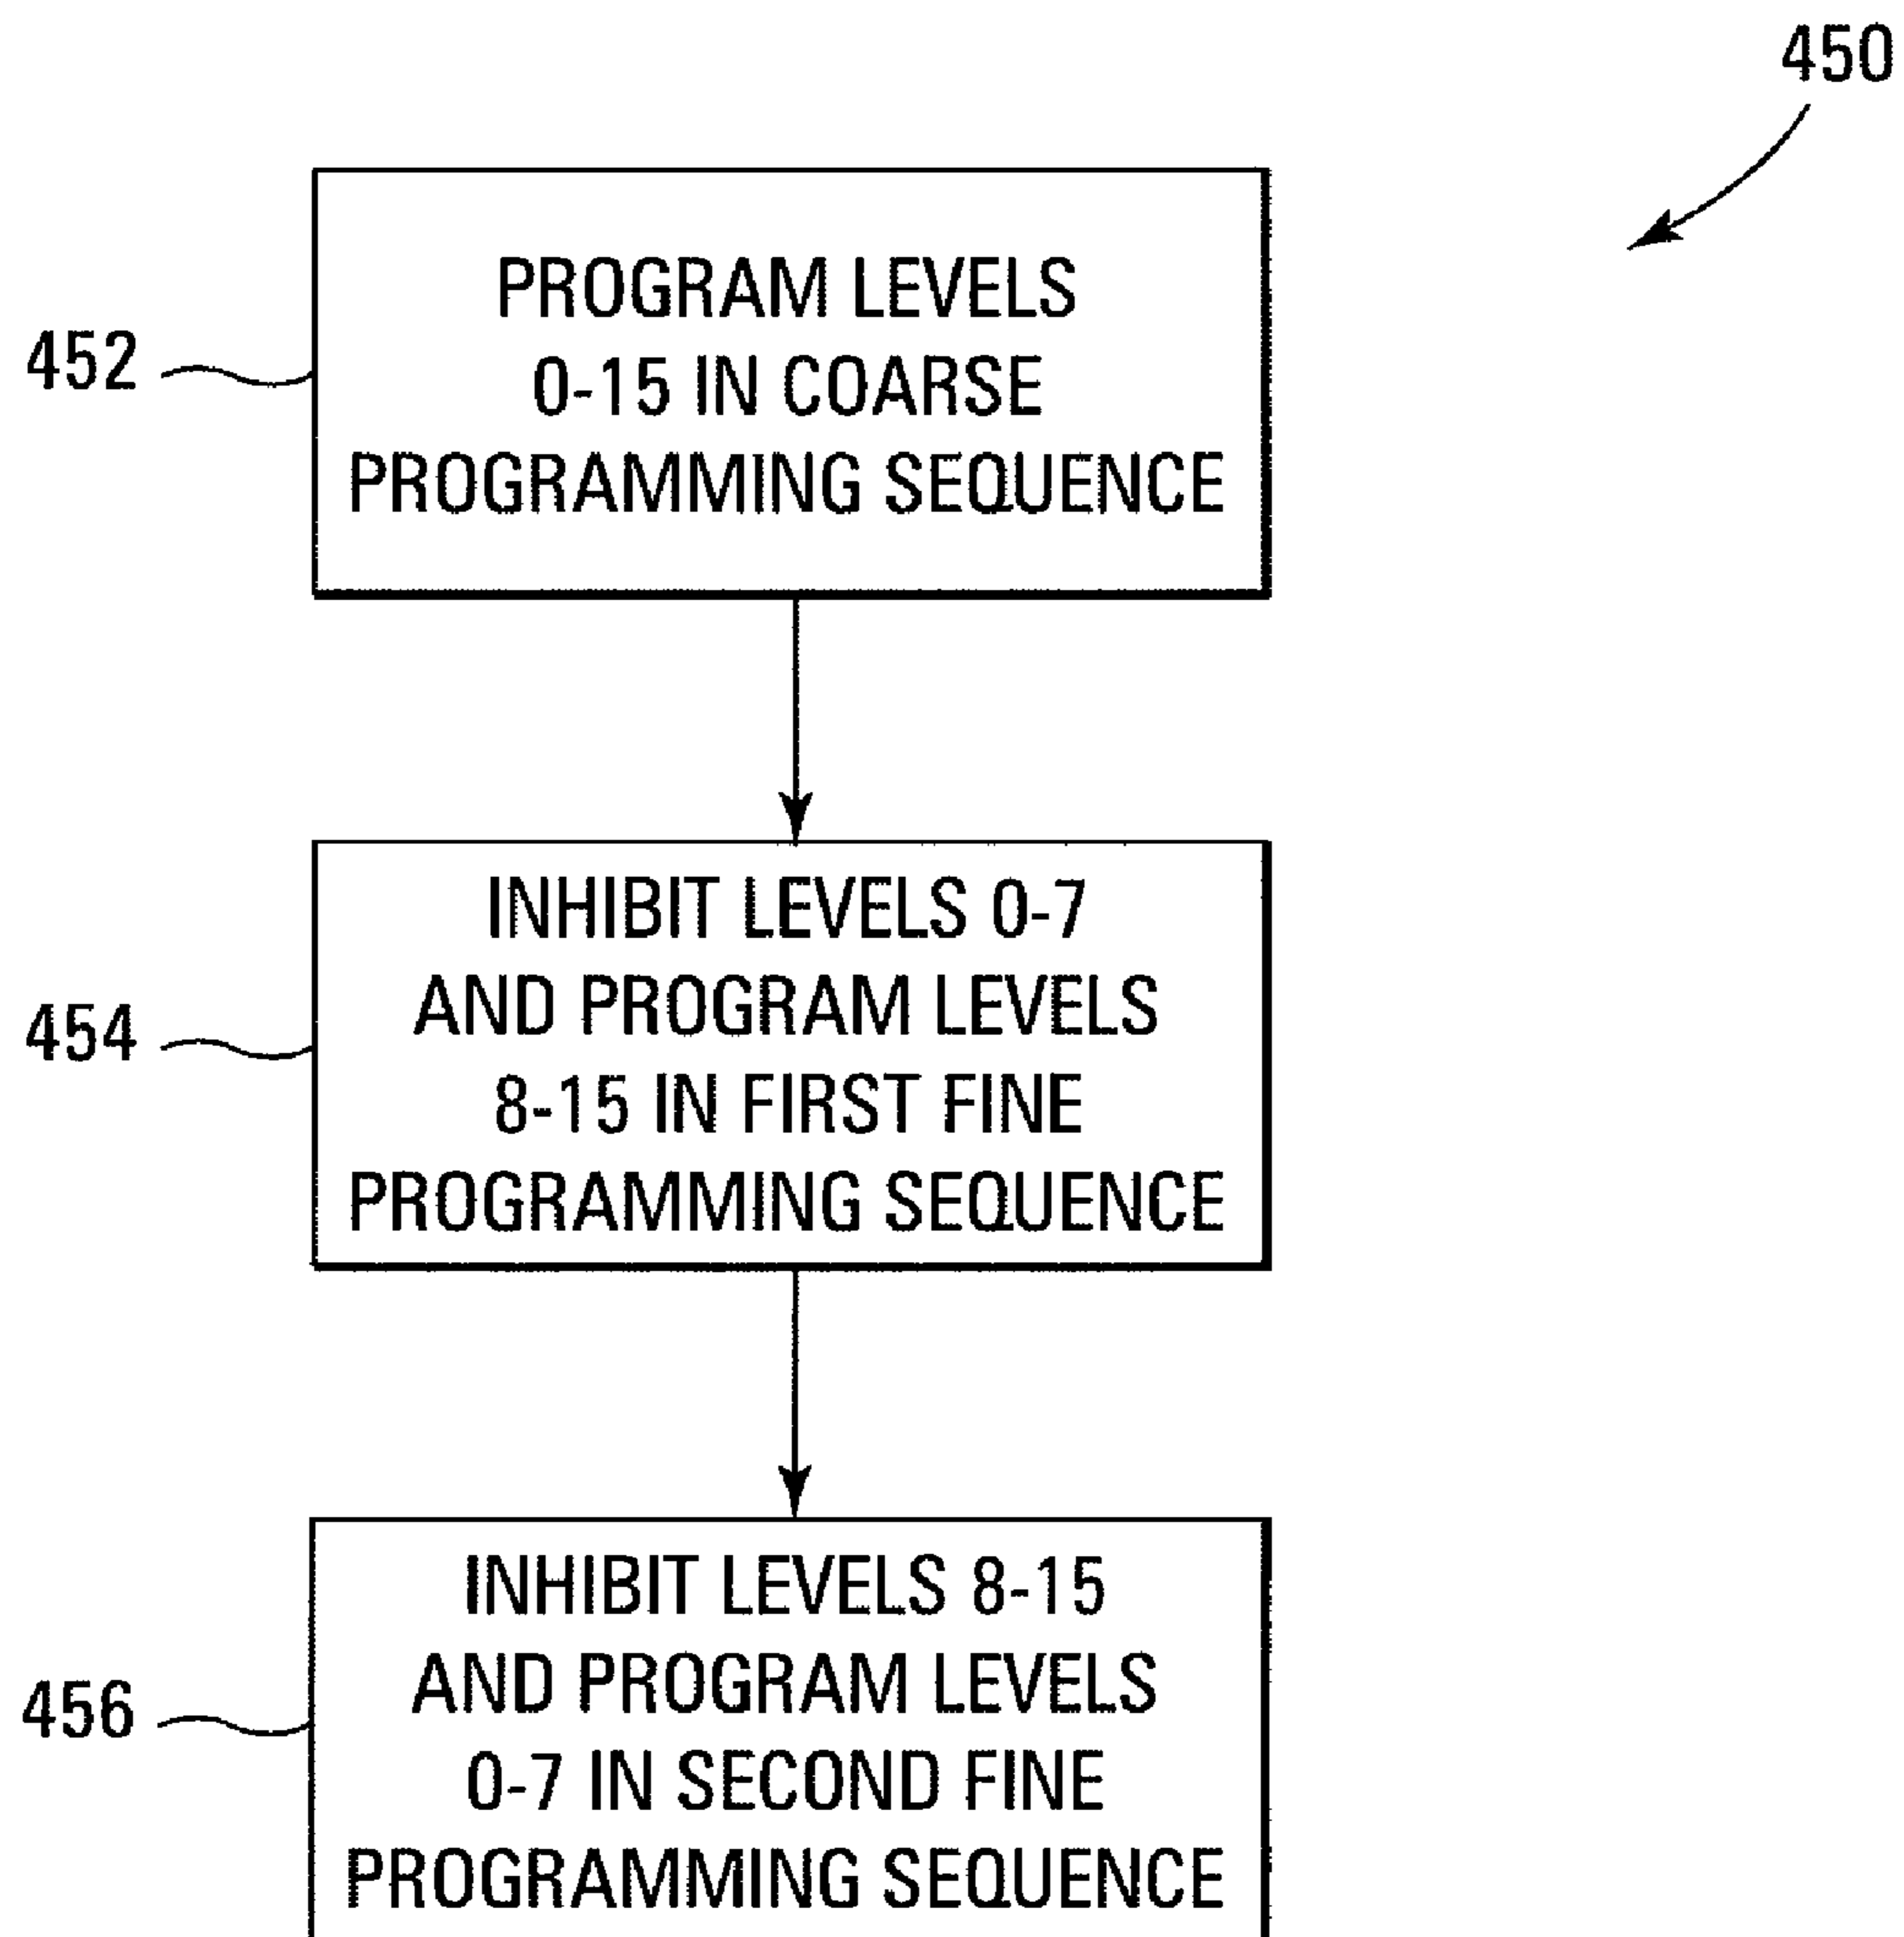 450
452
PROGRAM LEVELS
0-15 IN COARSE
PROGRAMMING SEQUENCE
454
INHIBIT LEVELS 0-7
AND PROGRAM LEVELS
8-15 IN FIRST FINE
PROGRAMMING SEQUENCE
456
INHIBIT LEVELS 8-15
AND PROGRAM LEVELS
0-7 IN SECOND FINE
PROGRAMMING SEQUENCE